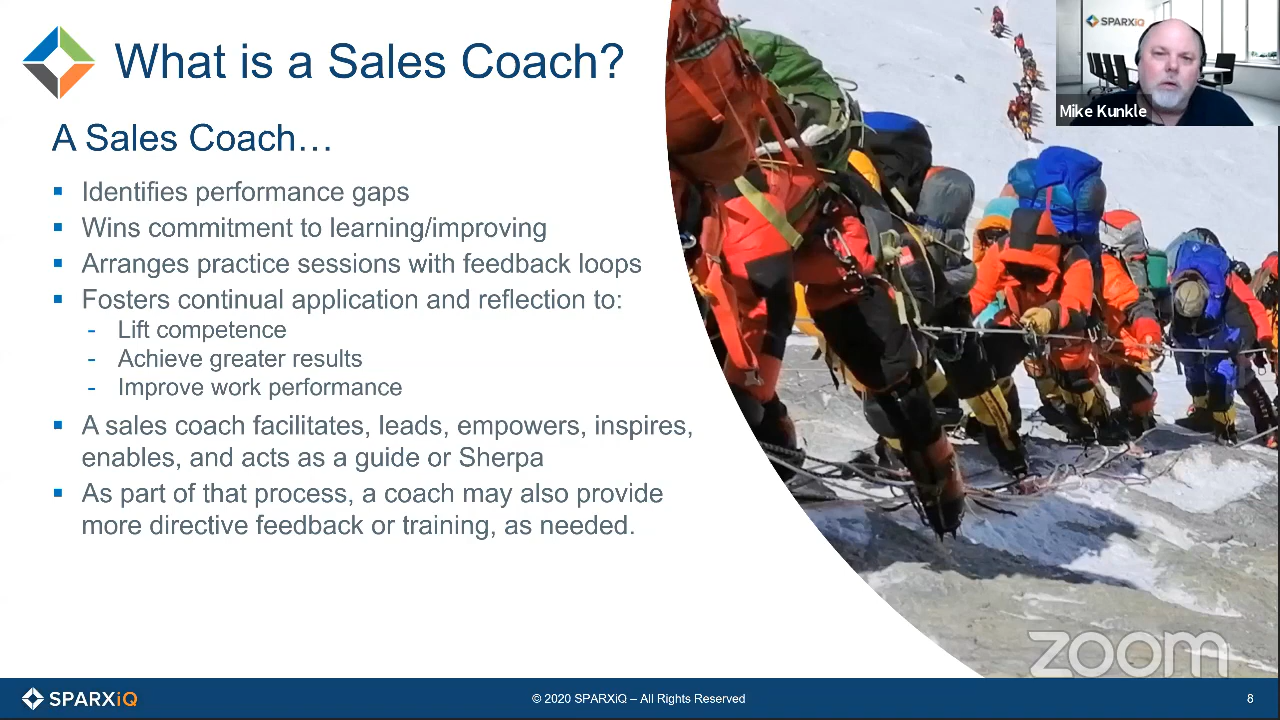 What is a Sales Coach?
SPARXiQ
Mike Kunkle
A Sales Coach…
▪ Identifies performance gaps
▪ Wins commitment to learning/improving
▪ Arranges practice sessions with feedback loops
▪ Fosters continual application and reflection to:
- Lift competence
- Achieve greater results
- Improve work performance
▪ A sales coach facilitates, leads, empowers, inspires,
enables, and acts as a guide or Sherpa
▪ As part of that process, a coach may also provide
more directive feedback or training, as needed.
zoom
SPARXiQ
© 2020 SPARXiQ – All Rights Reserved
8